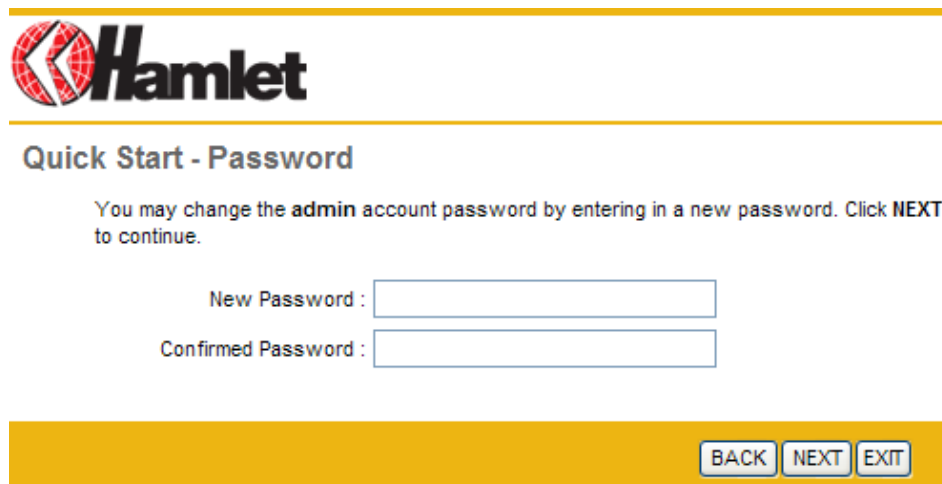 Hamlet
Quick Start - Password
You may change the admin account password by entering in a new password. Click NEXT
to continue.
New Password :
Confirmed Password :
BACK NEXT EXIT